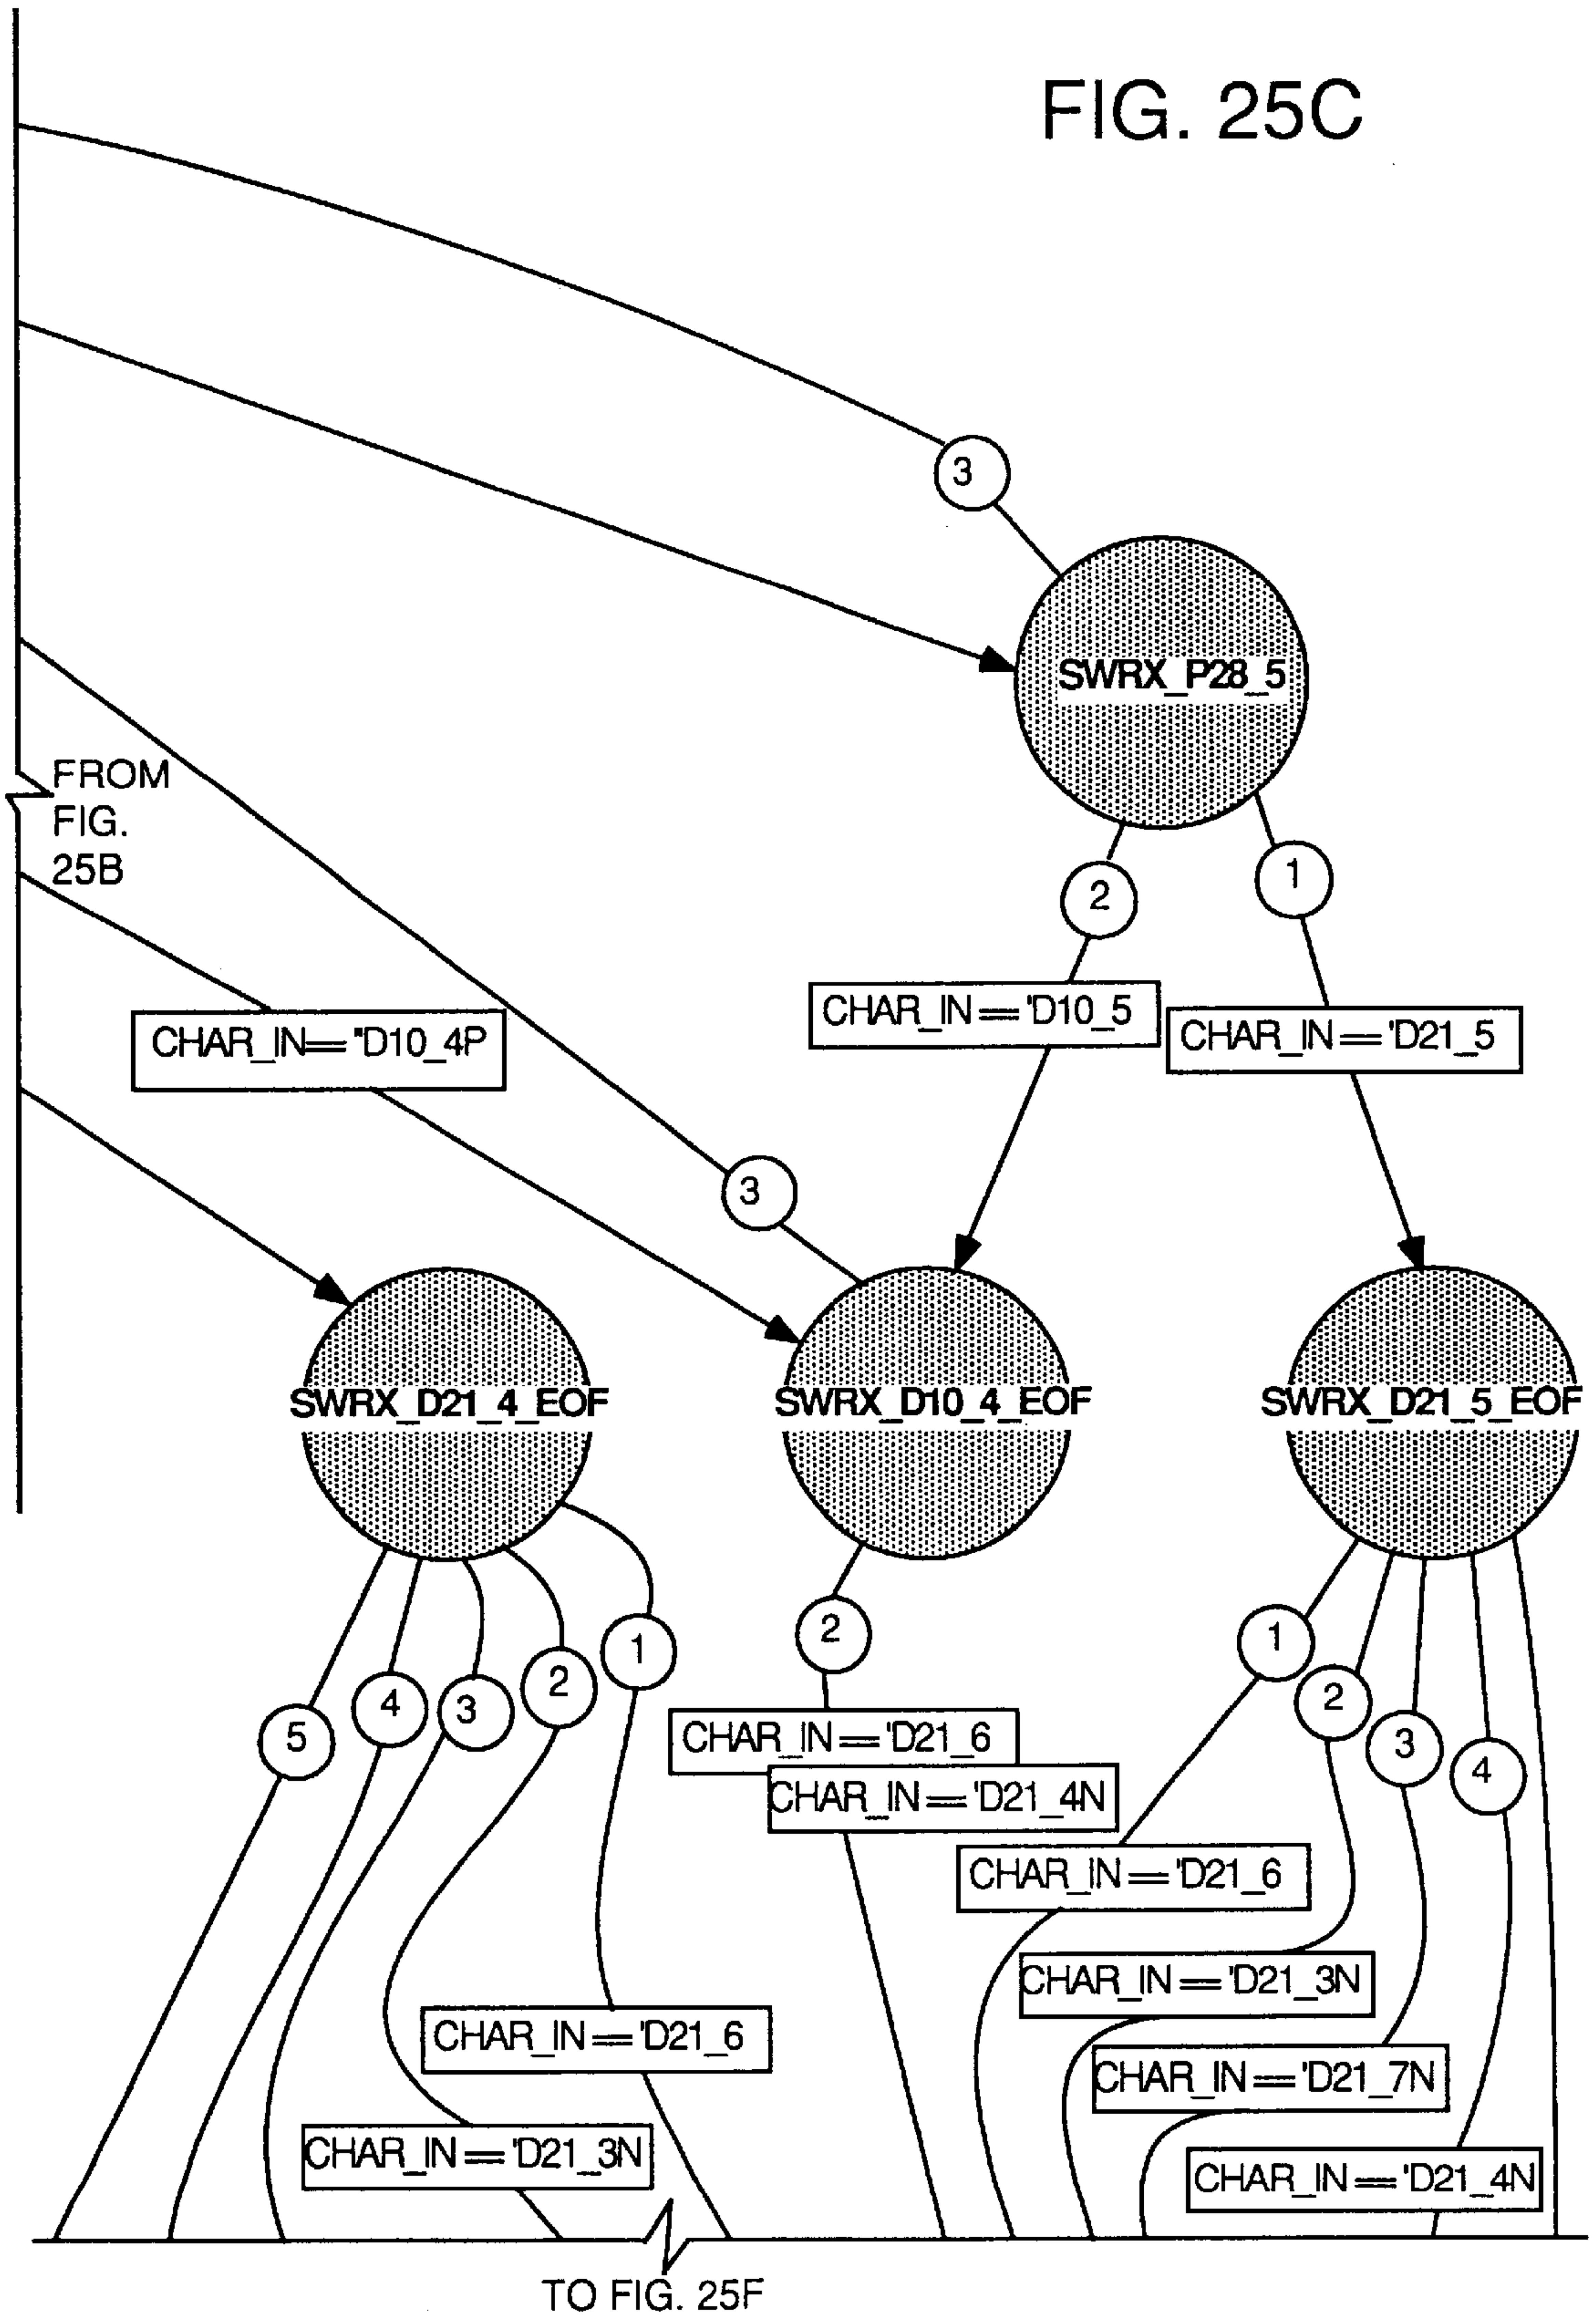 FIG. 25C
3
SWRX_P28_5
FROM
FIG.
25B
2
1
CHAR_IN=='D10_5
CHAR_IN=='D21_5
CHAR_IN=="D10_4P
3
SWRX_D21_4_EOF
SWRX_D10_4_EOF
SWRX_D21_5_EOF
5
4
3
2
1
2
1
2
3
4
CHAR_IN=='D21_6
CHAR_IN=='D21_4N
CHAR_IN=='D21_6
CHAR_IN=='D21_3N
CHAR_IN=='D21_6
CHAR_IN=='D21_7N
CHAR_IN=='D21_3N
CHAR_IN=='D21_4N
TO FIG. 25F